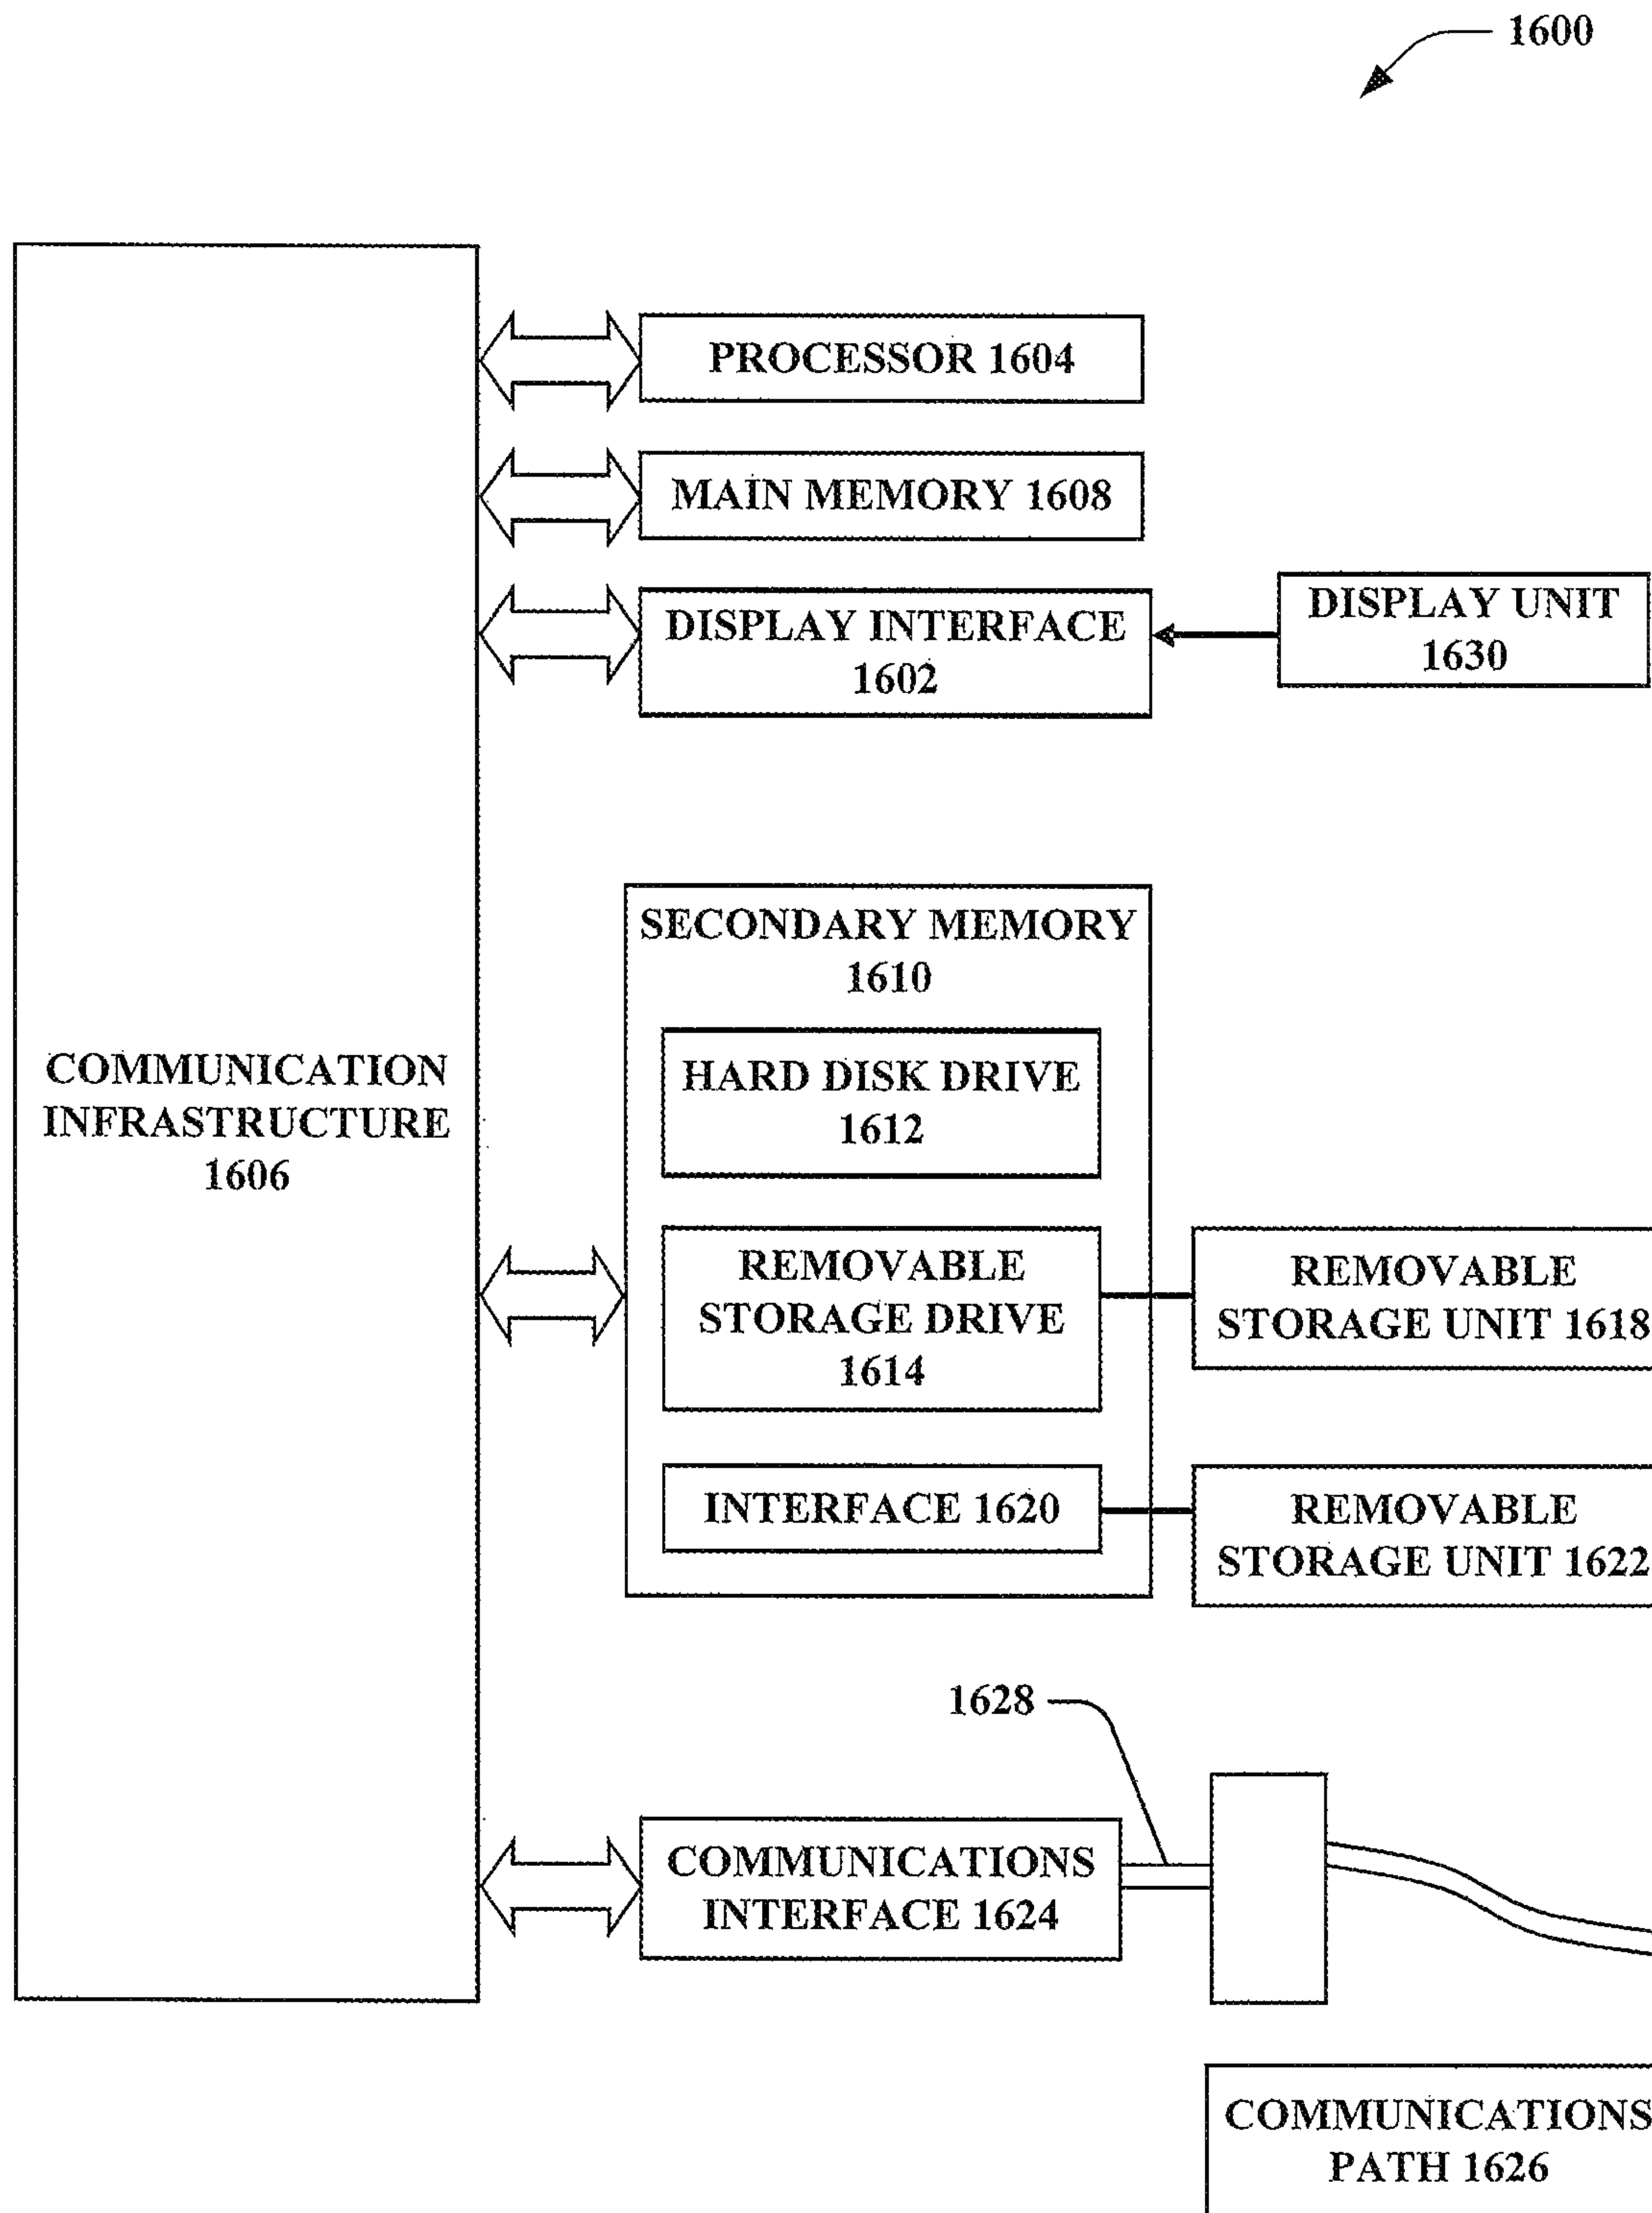 1600
PROCESSOR 1604
MAIN MEMORY 1608
DISPLAY INTERFACE
1602
DISPLAY UNIT
1630
SECONDARY MEMORY
1610
HARD DISK DRIVE
1612
COMMUNICATION
INFRASTRUCTURE
1606
REMOVABLE
STORAGE DRIVE
1614
REMOVABLE
STORAGE UNIT 1618
INTERFACE 1620
REMOVABLE
STORAGE UNIT 1622
1628
COMMUNICATIONS
INTERFACE 1624
COMMUNICATIONS
PATH 1626